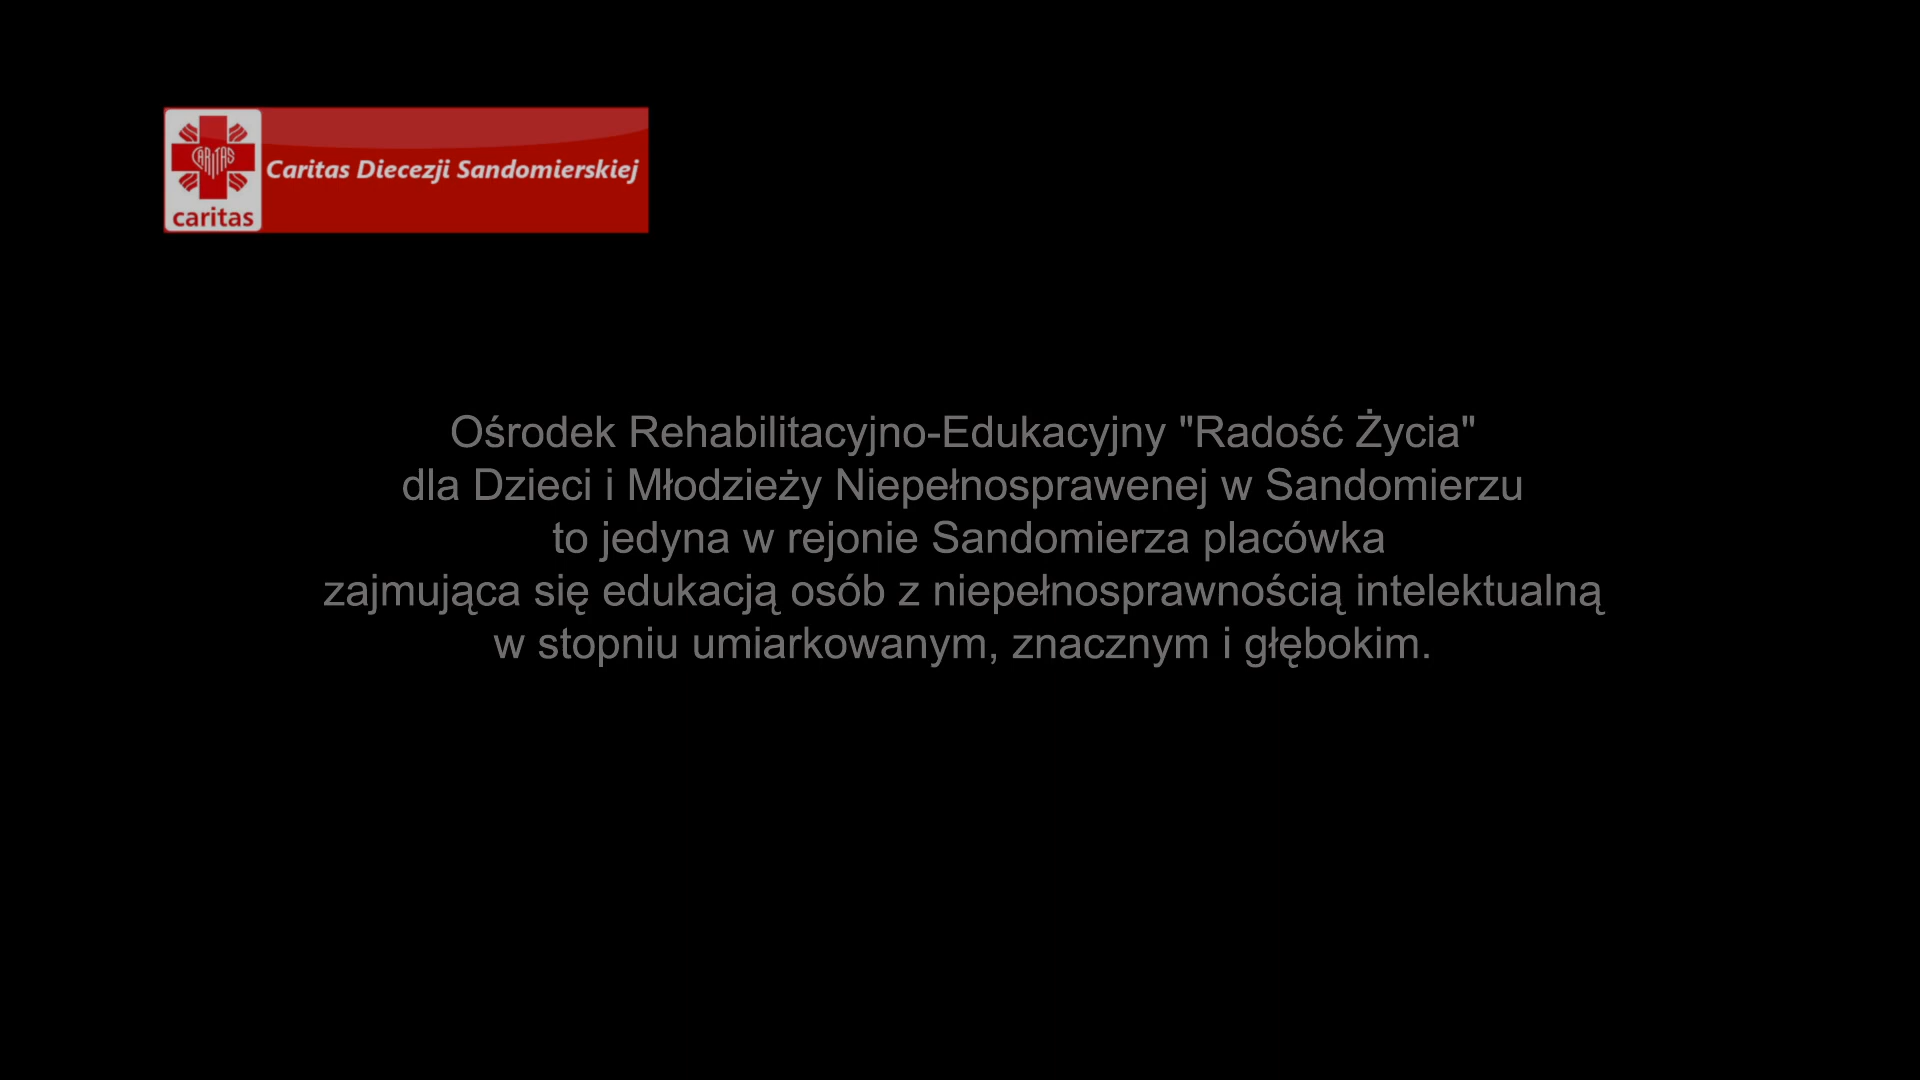 CARITAS
caritas
Caritas Diecezji Sandomierskiej
Ośrodek Rehabilitacyjno-Edukacyjny "Radość Życia"
dla Dzieci i Młodzieży Niepełnosprawenej w Sandomierzu
to jedyna w rejonie Sandomierza placówka
zajmująca się edukacją osób z niepełnosprawnością intelektualną
w stopniu umiarkowanym, znacznym i głębokim.